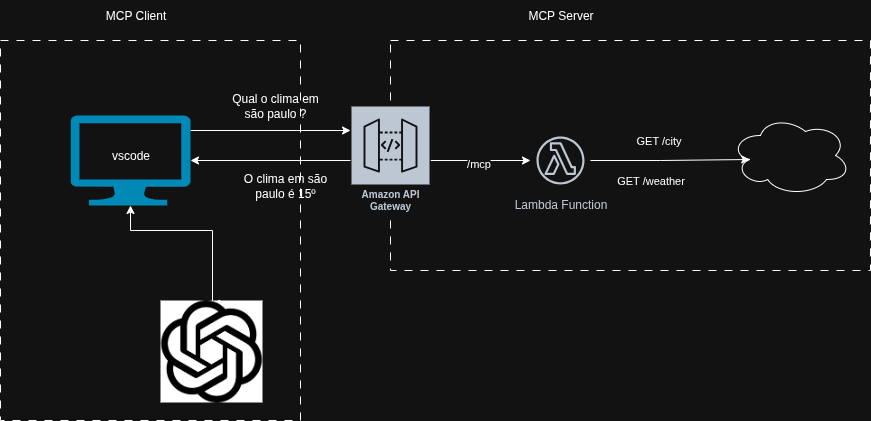 MCP Client
MCP Server
Qual o clima em
são paulo ?
vscode
O clima em são
paulo é 15º
Amazon API
Gateway
/mcp
Lambda Function
GET /city
GET /weather